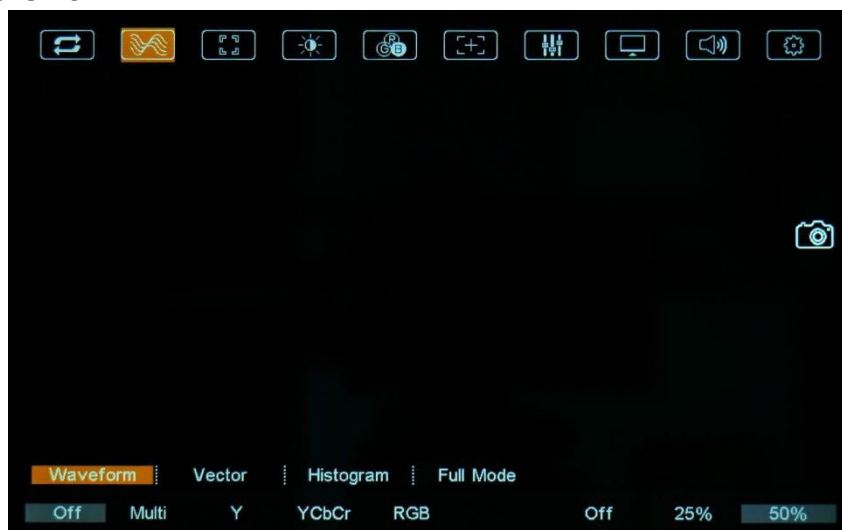 R
G B
Waveform Vector Histogram Full Mode
Off Multi Y YCbCr RGB Off 25% 50%